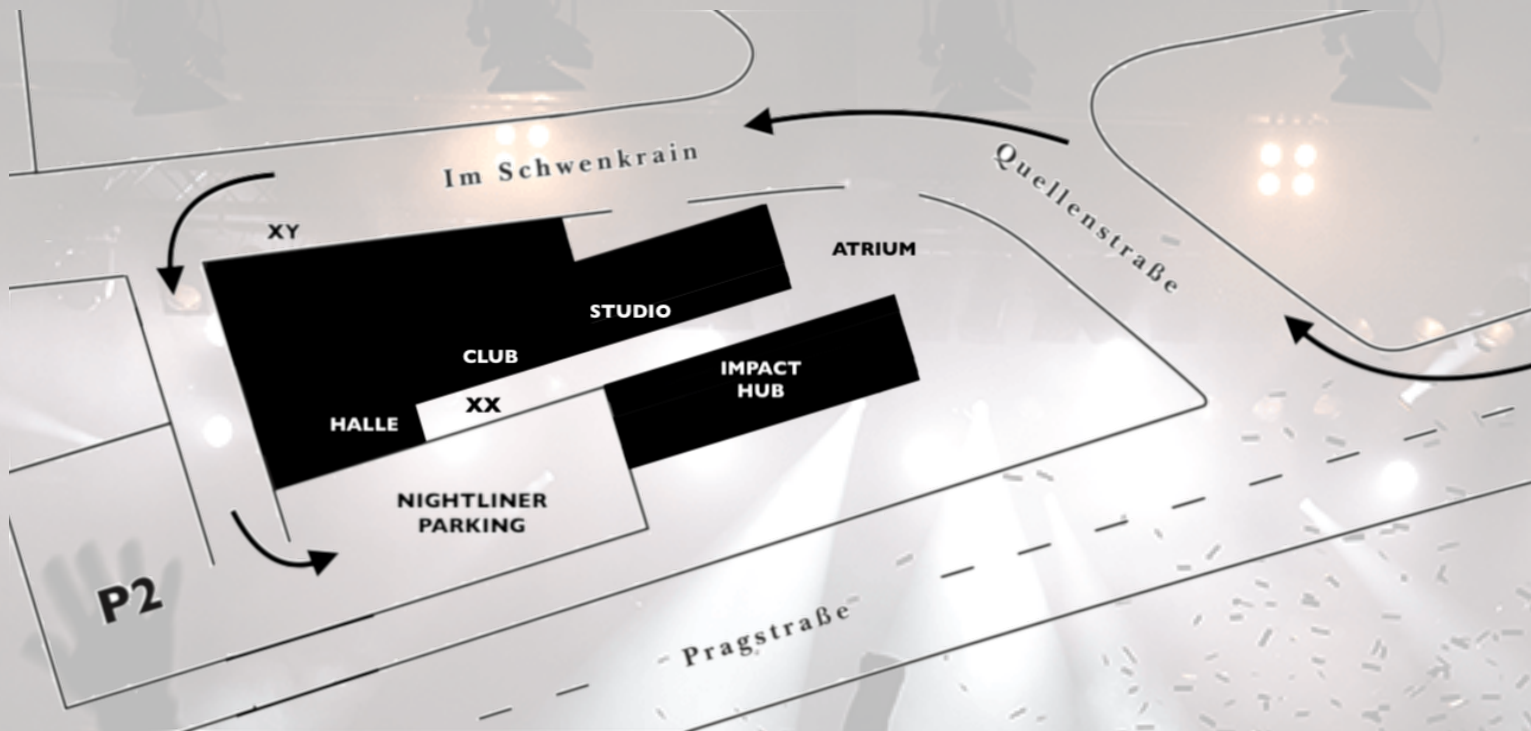 Im Schwenkrain
Quellenstraße
XY
ATRIUM
STUDIO
CLUB
IMPACT
HUB
XX
HALLE
NIGHTLINER
PARKING
P2
Pragstraße